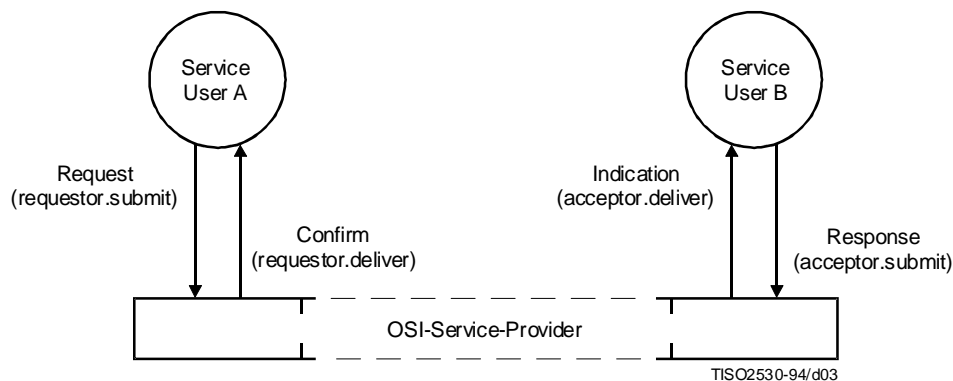 Service
User A
Service
User B
Request
(requestor.submit)
Indication
(acceptor.deliver)
Confirm
(requestor.deliver)
Response
(acceptor.submit)
OSI-Service-Provider
TISO2530-94/d03